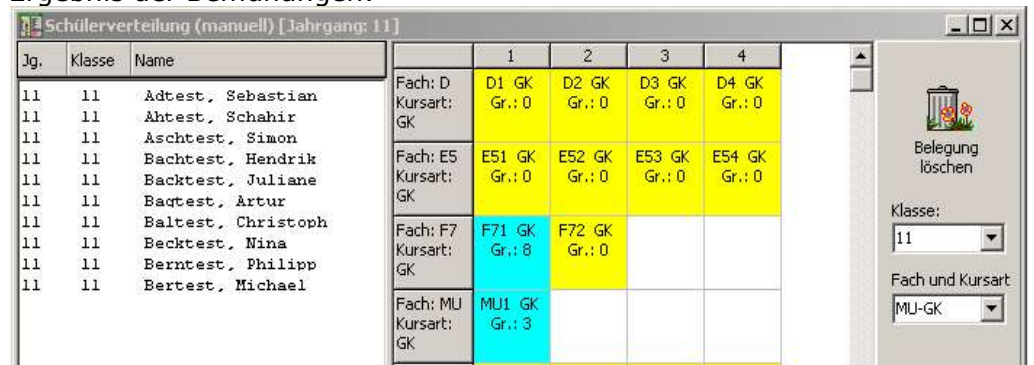 Ergebnis der Bemühungen:
Schülerverteilung (manuell) [Jahrgang: 11]
Jg. Klasse Name
11 11 Adtest, Sebastian
11 11 Ahtest, Schahir
11 11 Aschtest, Simon
11 11 Bachtest, Hendrik
11 11 Backtest, Juliane
11 11 Baqtest, Artur
11 11 Baltest, Christoph
11 11 Becktest, Nina
11 11 Berntest, Philipp
11 11 Bertest, Michael
1 2 3 4
Fach: D
Kursart:
GK
D1 GK
Gr.: 0
D2 GK
Gr.: 0
D3 GK
Gr.: 0
D4 GK
Gr.: 0
Fach: E5
Kursart:
GK
E51 GK
Gr.: 0
E52 GK
Gr.: 0
E53 GK
Gr.: 0
E54 GK
Gr.: 0
Fach: F7
Kursart:
GK
F71 GK
Gr.: 8
F72 GK
Gr.: 0
Fach: MU
Kursart:
GK
MU1 GK
Gr.: 3
Belegung
löschen
Klasse:
11
Fach und Kursart
MU-GK